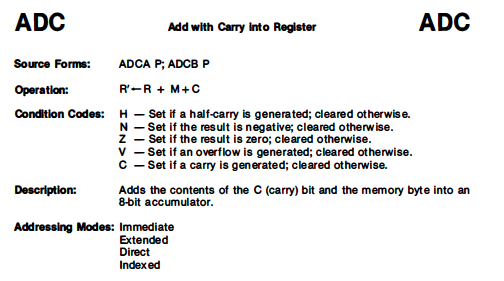 ADC Add with Carry into Register ADC
Source Forms: ADCA P; ADCB P
Operation: R'←R + M+C
Condition Codes: H — Set if a half-carry is generated; cleared otherwise.
N — Set if the result is negative; cleared otherwise.
Z — Set if the result is zero; cleared otherwise.
V — Set if an overflow is generated; cleared otherwise.
C — Set if a carry is generated; cleared otherwise.
Description: Adds the contents of the C (carry) bit and the memory byte into an
8-bit accumulator.
Addressing Modes: Immediate
Extended
Direct
Indexed